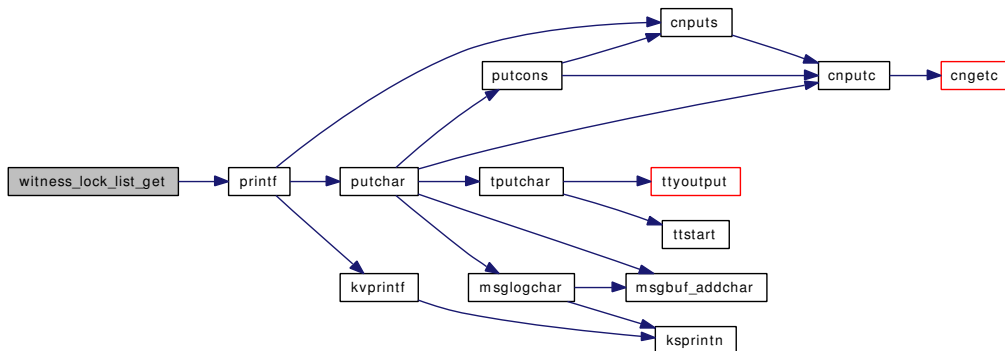 cnputs
putcons
cnputc
cngetc
witness_lock_list_get
printf
putchar
tputchar
ttyoutput
ttstart
kvprintf
msglogchar
msgbuf_addchar
ksprintn